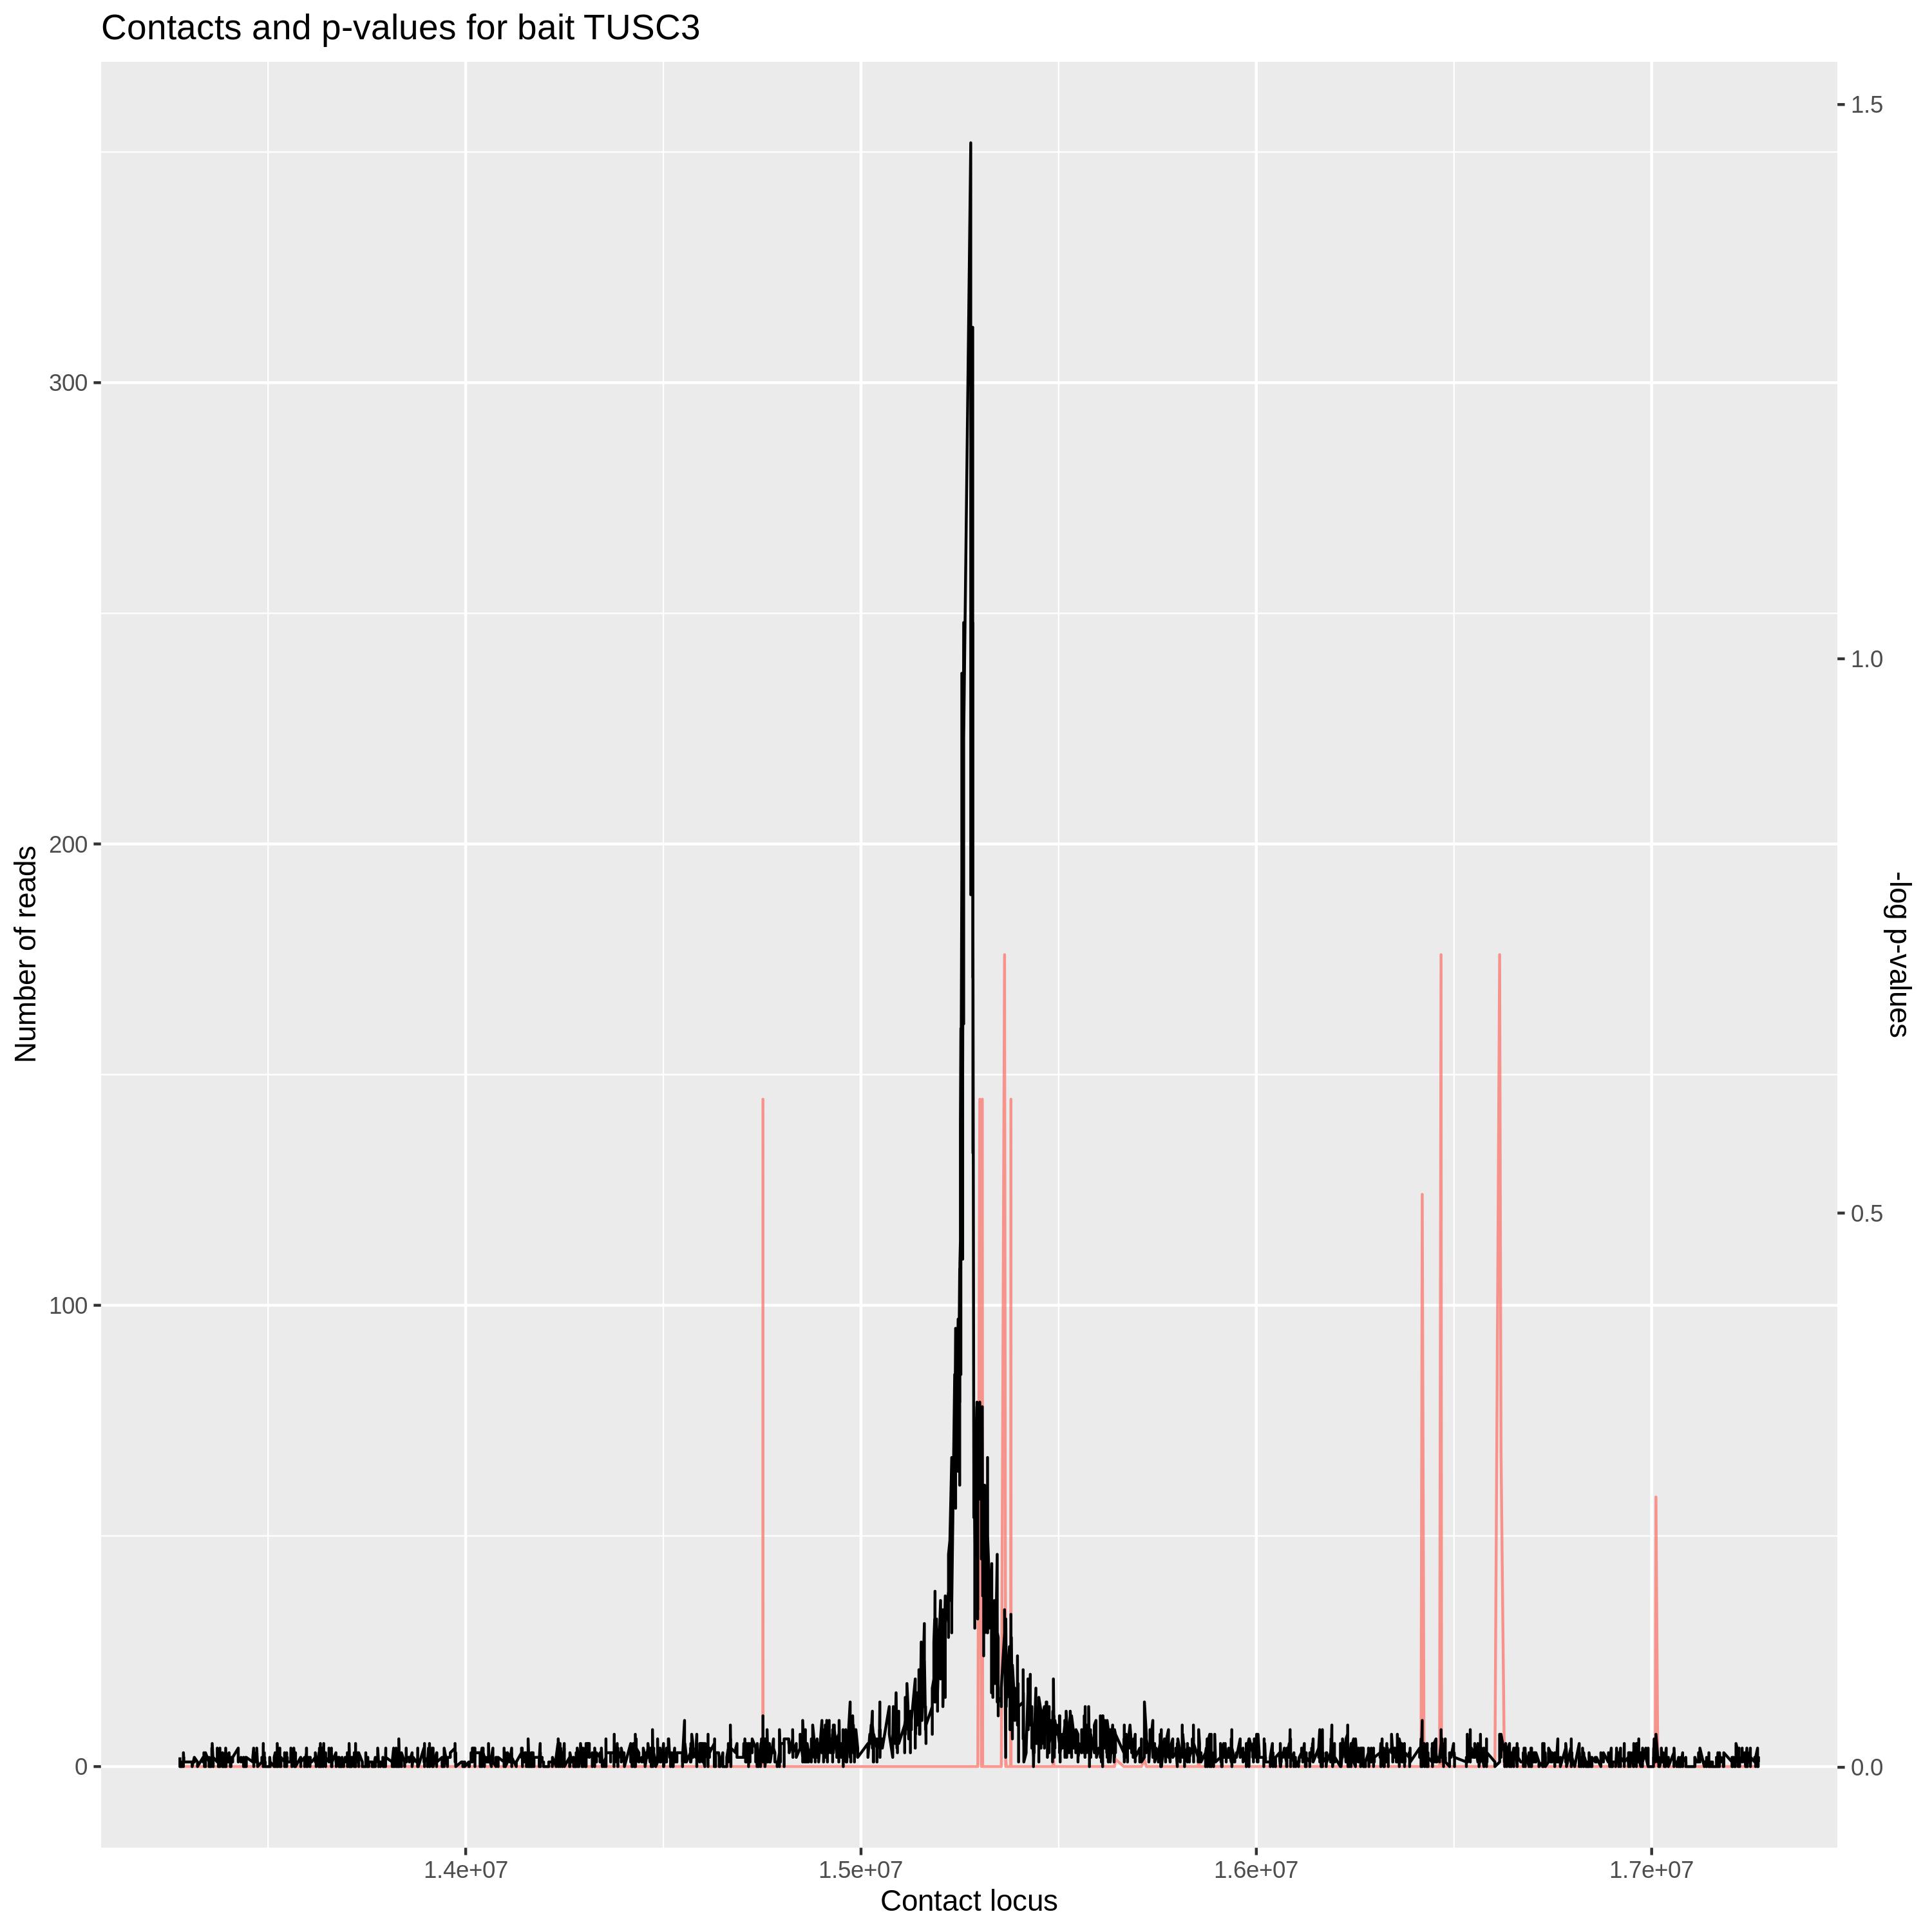 Contacts and p-values for bait TUSC3
Number of reads
300
200
100
0
1.5
1.0
0.5
0.0
-log p-values
1.4e+07
1.5e+07
1.6e+07
1.7e+07
Contact locus